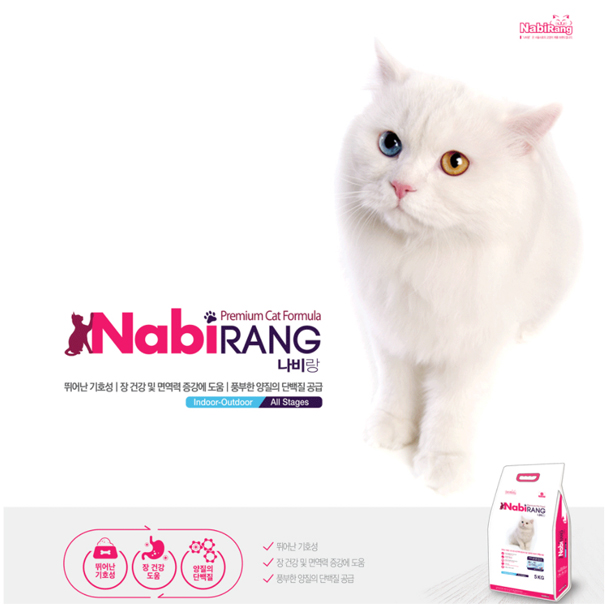 NabiRang
Premium Cat Formula
NabiRANG
나비랑
뛰어난 기호성 | 장 건강 및 면역력 증강에 도움 | 풍부한 양질의 단백질 공급
Indoor-Outdoor All Stages
뛰어난
기호성
장 건강
도움
양질의
단백질
뛰어난 기호성
장 건강 및 면역력 증강에 도움
풍부한 양질의 단백질 공급
NabiRANG
나비랑
NabiRANG
5KG